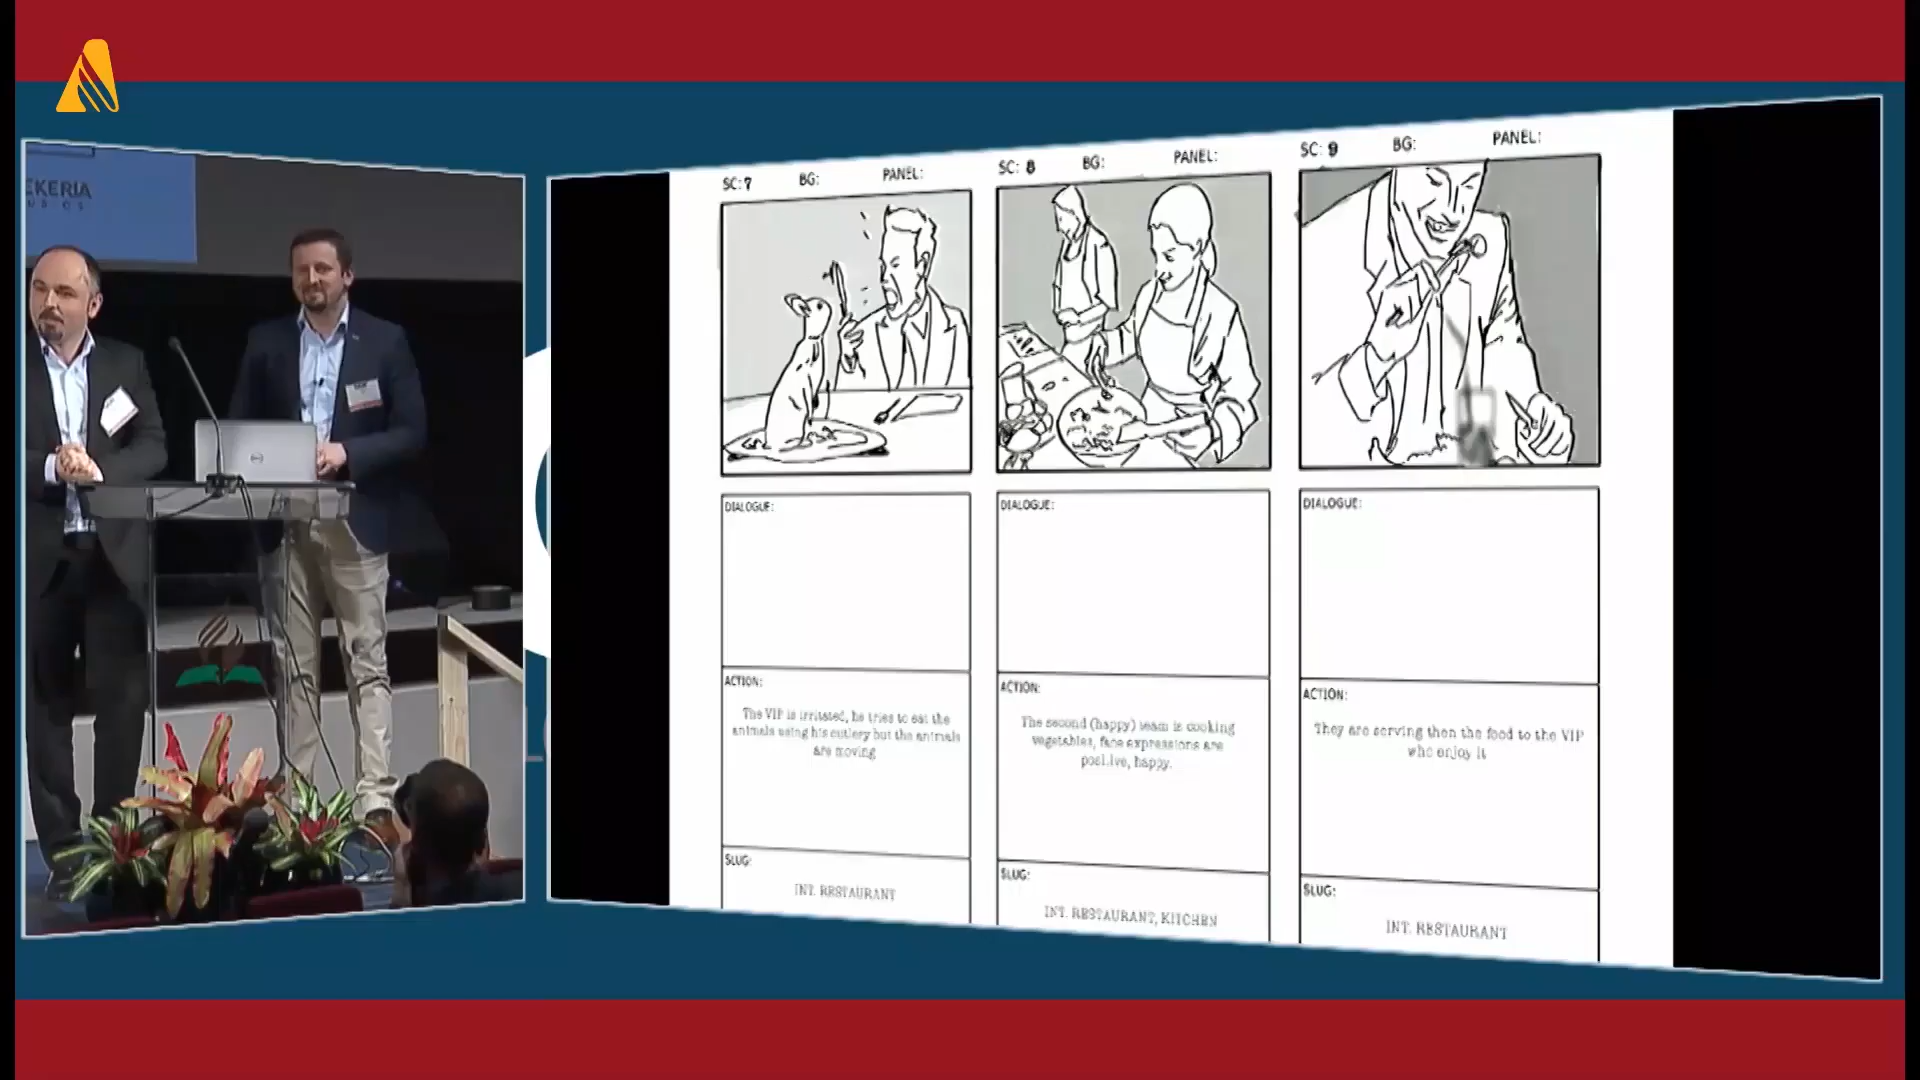 EKERIA
SC: 7 BG: PANEL:
SC: 8 BG: PANEL:
SC: 9 BG: PANEL:
DIALOGUE:
DIALOGUE:
DIALOGUE:
ACTION:
The VIP is irritated, he tries to eat the
animals using his cutlery but the animals
are moving
ACTION:
The second (happy) team is cooking
vegetables, face expressions are
positive, happy.
ACTION:
They are serving then the food to the VIP
who enjoy it
SLUG:
INT. RESTAURANT
SLUG:
INT. RESTAURANT, KITCHEN
SLUG:
INT. RESTAURANT